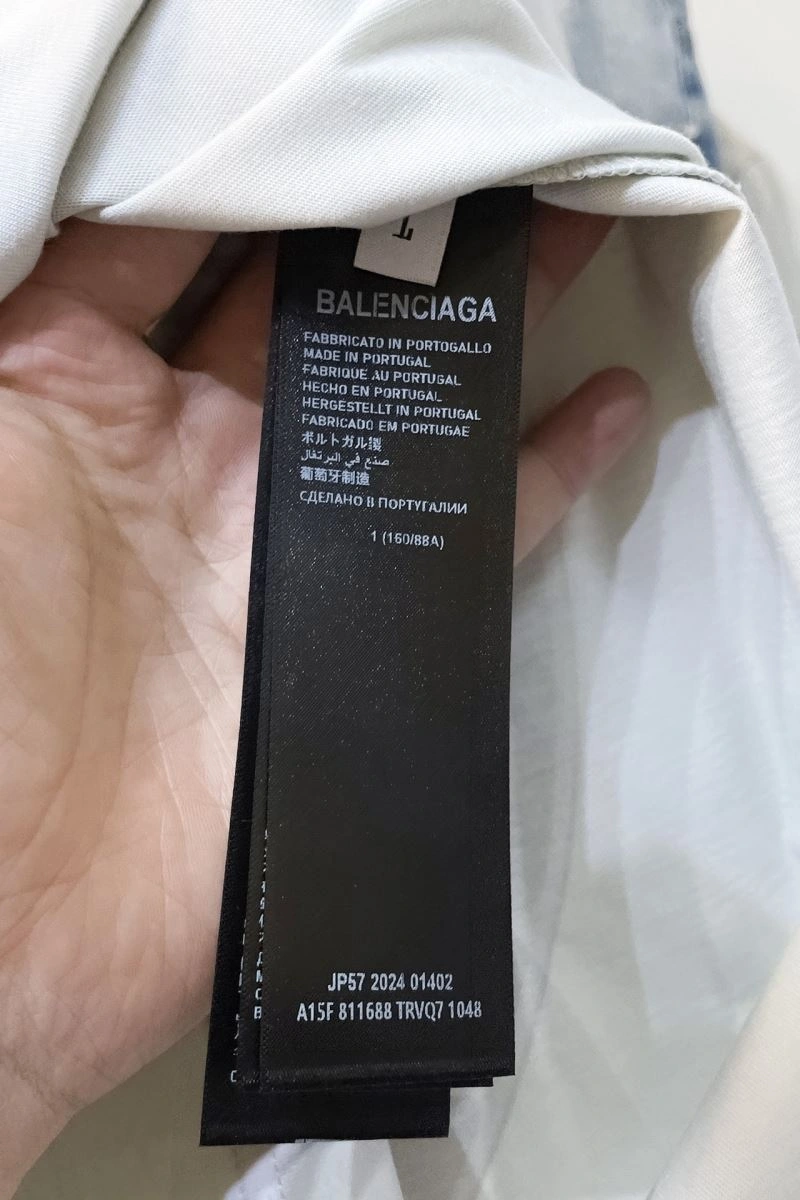 1
BALENCIAGA
FABBRICATO IN PORTOGALLO
MADE IN PORTUGAL
FABRIQUE AU PORTUGAL
HECHO EN PORTUGAL
HERGESTELLT IN PORTUGAL
FABRICADO EM PORTUGAE
ポルトガル製
صنع في البرتغال
葡萄牙制造
СДЕЛАНО В ПОРТУГАЛИИ
1 (160/88A)
JP57 2024 01402
A15F 811688 TRVQ7 1048